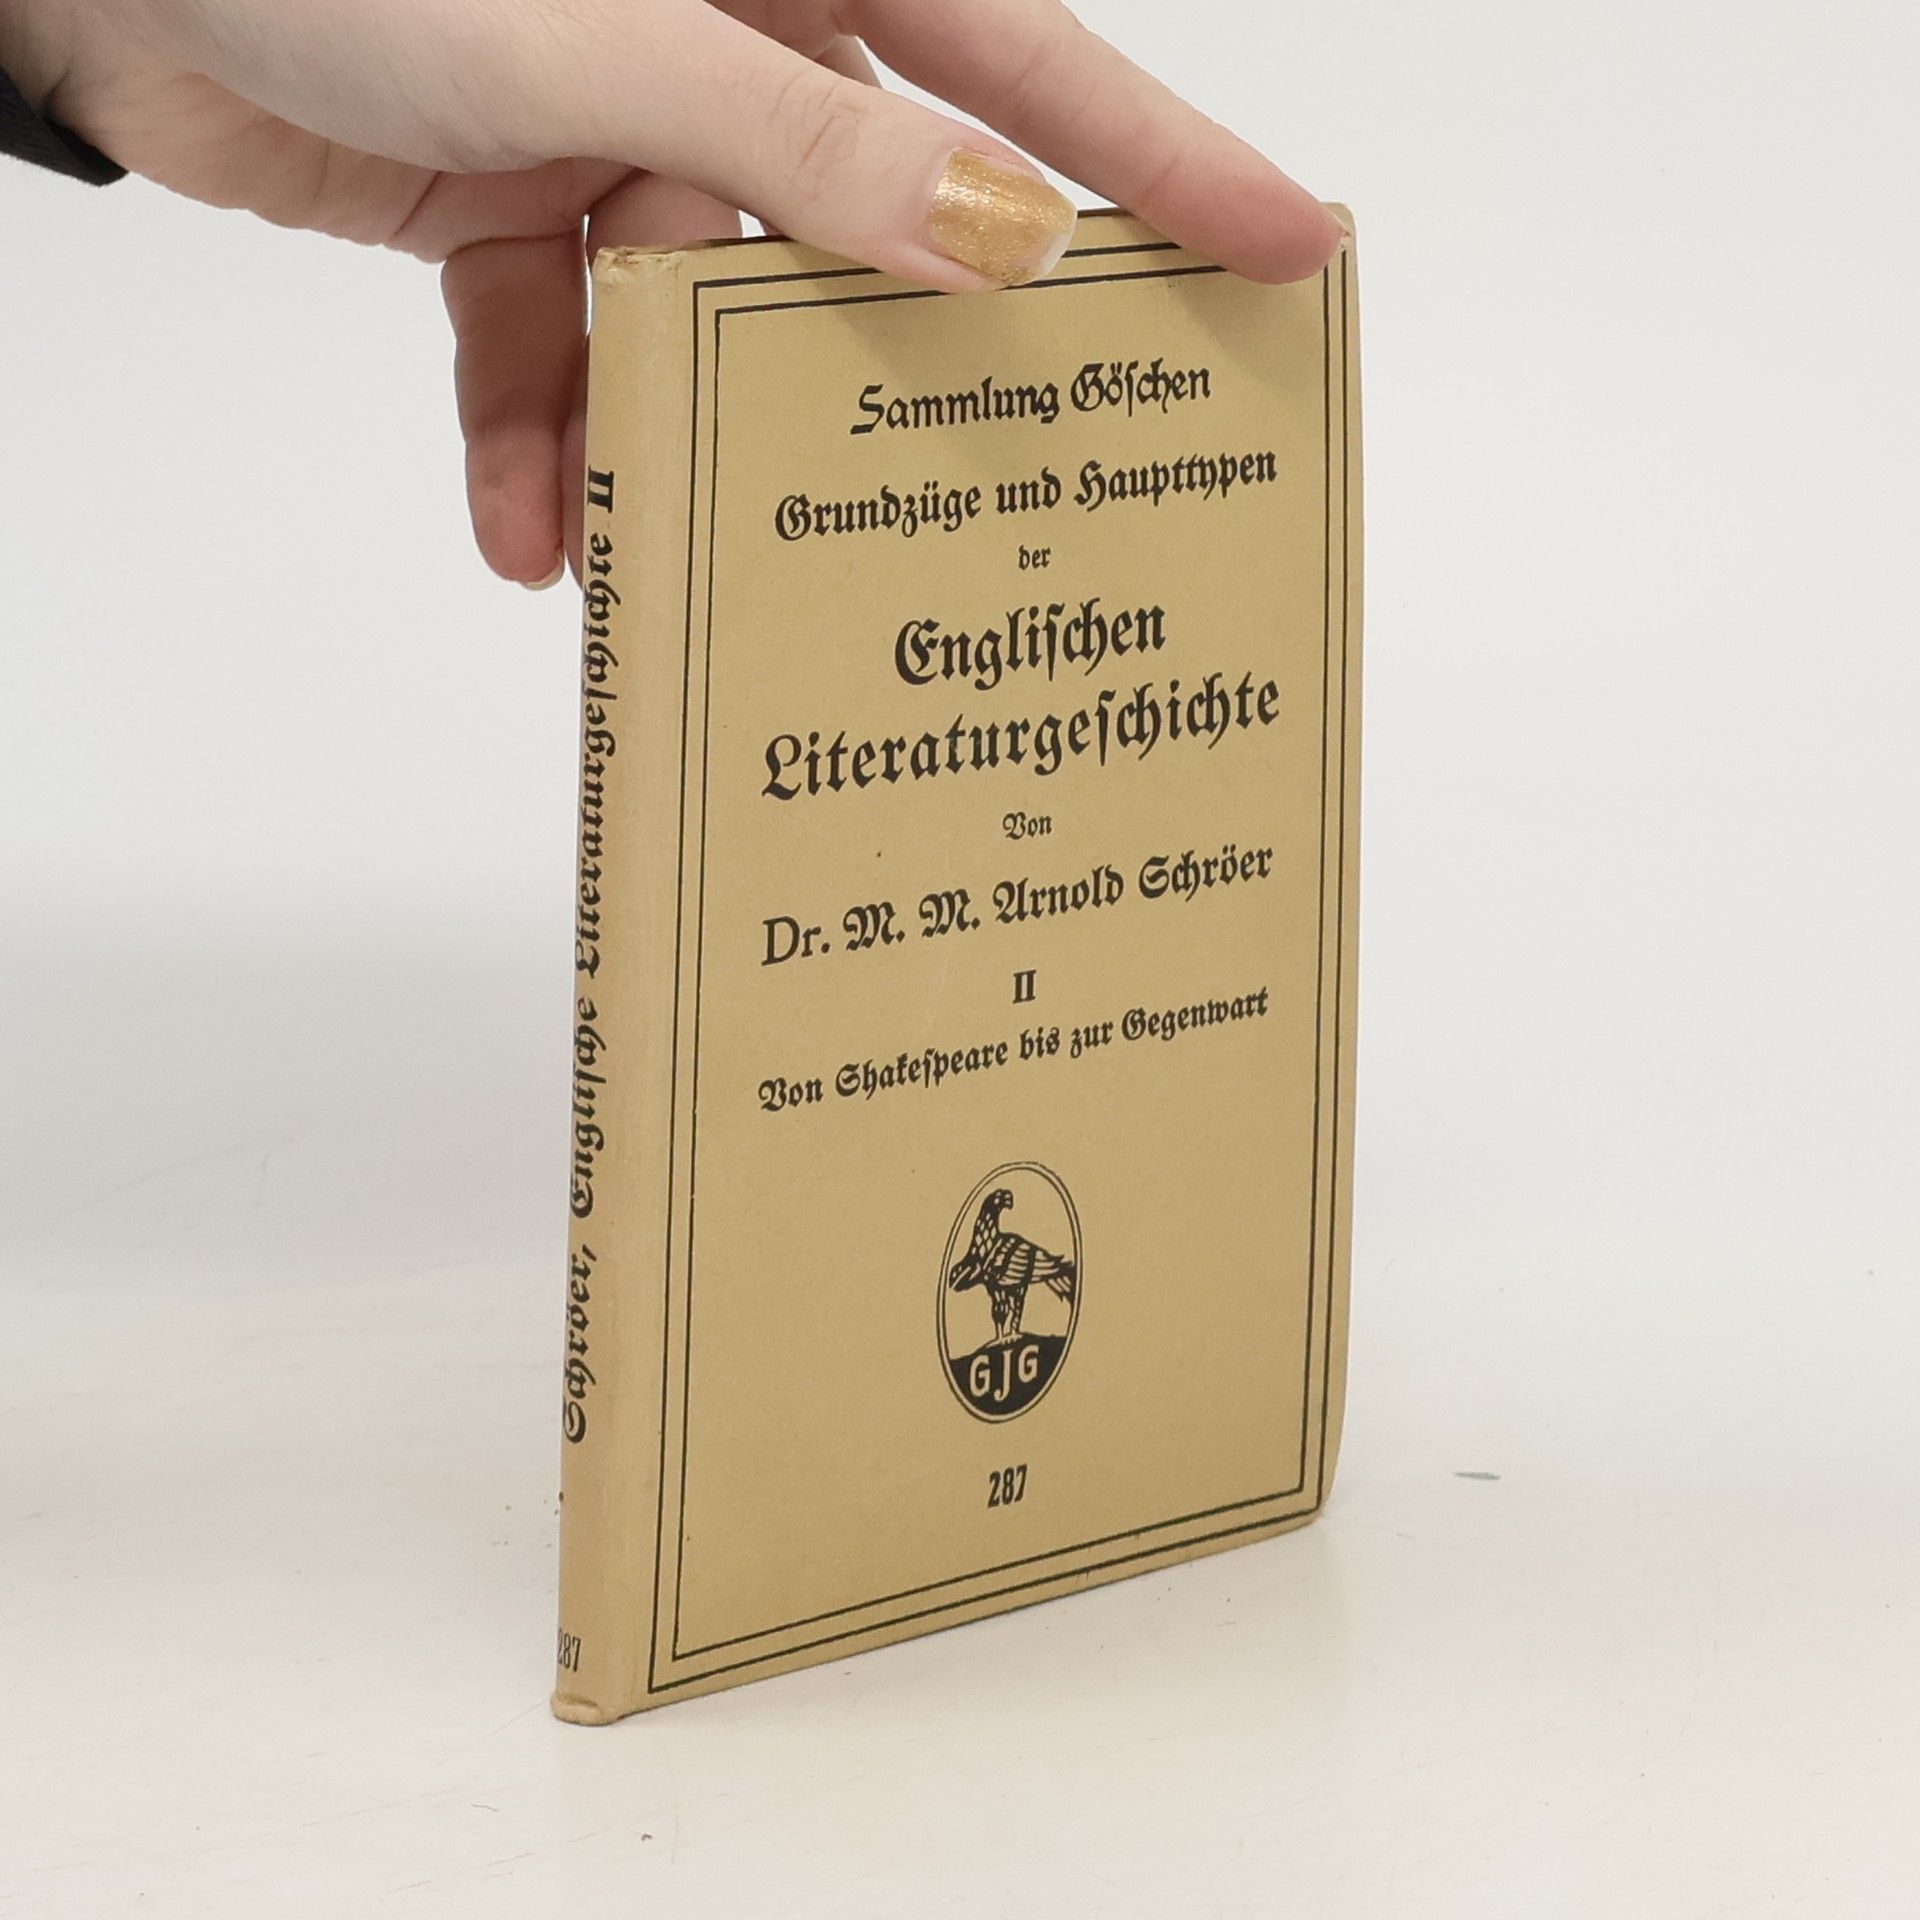 Sammlung Göſchen
Grundzüge und Haupttypen
der
Engliſchen
Literaturgeſchichte
Von
Dr. M. M. Arnold Schröer
II
Von Shakeſpeare bis zur Gegenwart
GJG
287
Schröer, Engliſche Literaturgeſchichte II
287